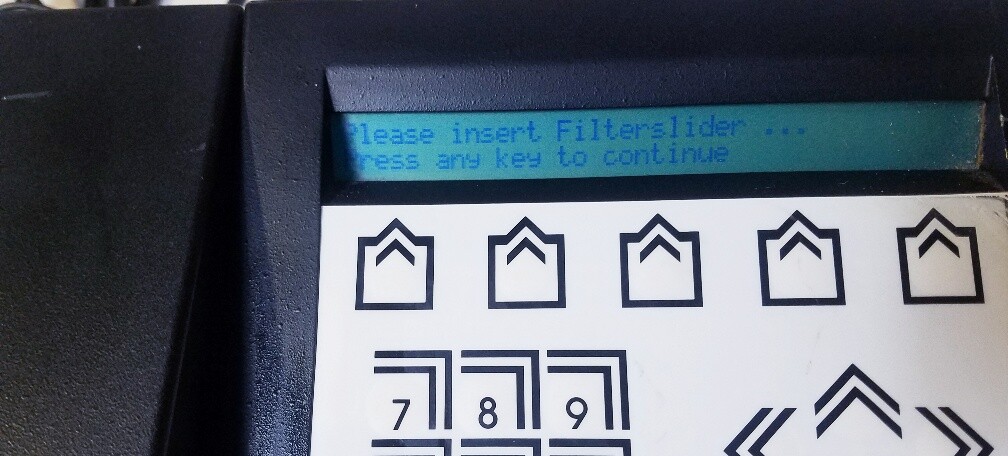 Please insert Filterslider ...
Press any key to continue
7 8 9